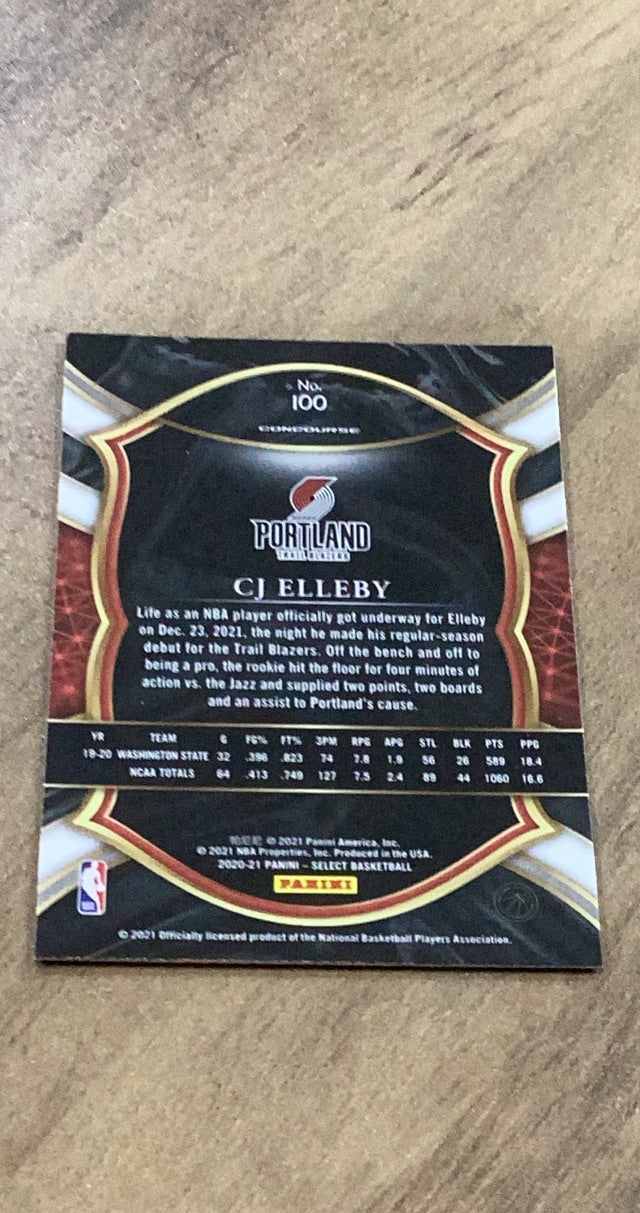 No.
100
CONCOURSE
PORTLAND
TRAIL BLAZERS
CJ ELLEBY
Life as an NBA player officially got underway for Elleby
on Dec. 23, 2021, the night he made his regular-season
debut for the Trail Blazers. Off the bench and off to
being a pro, the rookie hit the floor for four minutes of
action vs. the Jazz and supplied two points, two boards
and an assist to Portland's cause.
YR TEAM G FG% FT% 3PM RPG APG STL BLK PTS PPG
19-20 WASHINGTON STATE 32 .396 .823 74 7.8 1.9 56 26 589 18.4
NCAA TOTALS 64 .413 .749 127 7.5 2.4 89 44 1060 16.6
帕尼尼 © 2021 Panini America, Inc.
© 2021 NBA Properties, Inc. Produced in the USA.
2020-21 PANINI – SELECT BASKETBALL
PANINI
© 2021 Officially licensed product of the National Basketball Players Association.